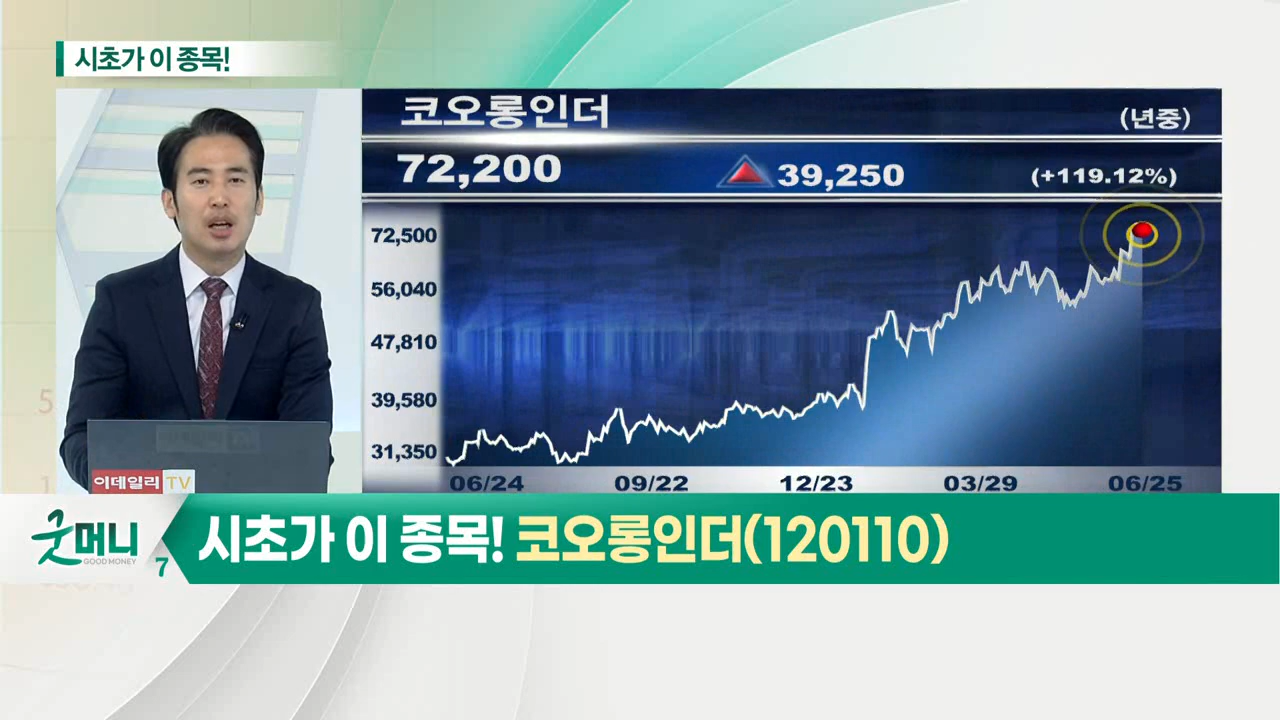 시초가 이 종목!
코오롱인더
(년중)
72,200 ▲ 39,250 (+119.12%)
72,500
56,040
47,810
39,580
31,350
06/24 09/22 12/23 03/29 06/25
이데일리 TV
굿머니
GOOD MONEY
7
시초가 이 종목! 코오롱인더(120110)